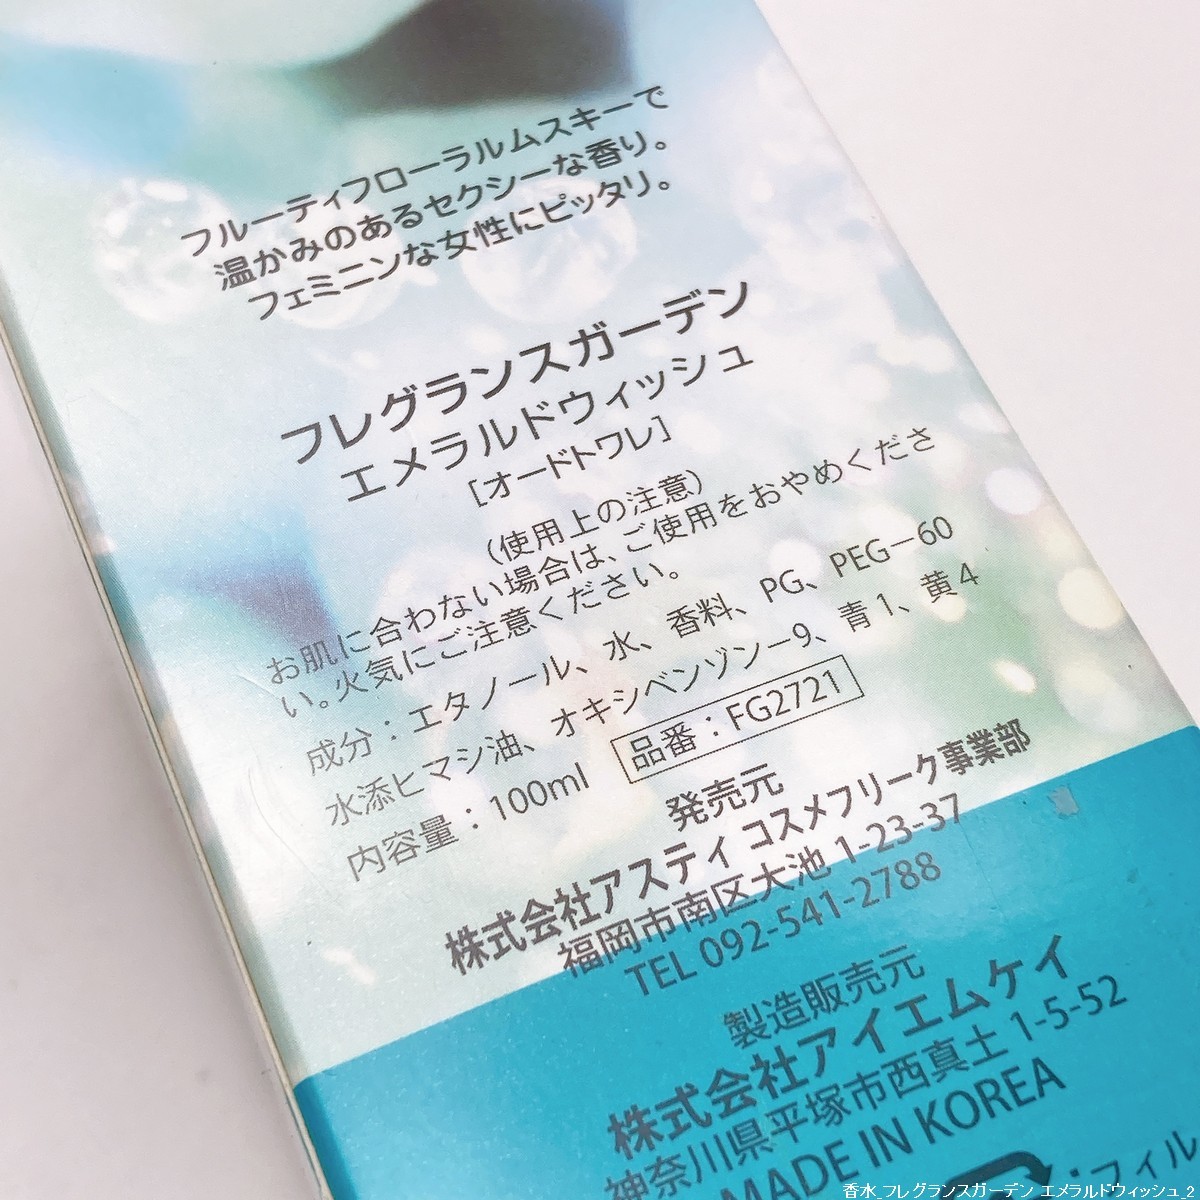 フルーティフローラルムスキーで
温かみのあるセクシーな香り。
フェミニンな女性にピッタリ。
フレグランスガーデン
エメラルドウィッシュ
[オードトワレ]
(使用上の注意)
お肌に合わない場合は、ご使用をおやめくださ
い。火気にご注意ください。
成分：エタノール、水、香料、PG、PEG－60
水添ヒマシ油、オキシベンゾン－9、青1、黄4
内容量：100ml 品番：FG2721
発売元
株式会社アスティ コスメフリーク事業部
福岡市南区大池1-23-37
TEL 092-541-2788
製造販売元
株式会社アイエムケイ
神奈川県平塚市西真土 1-5-52
MADE IN KOREA
：フィル
香水_フレグランスガーデン エメラルドウィッシュ_2